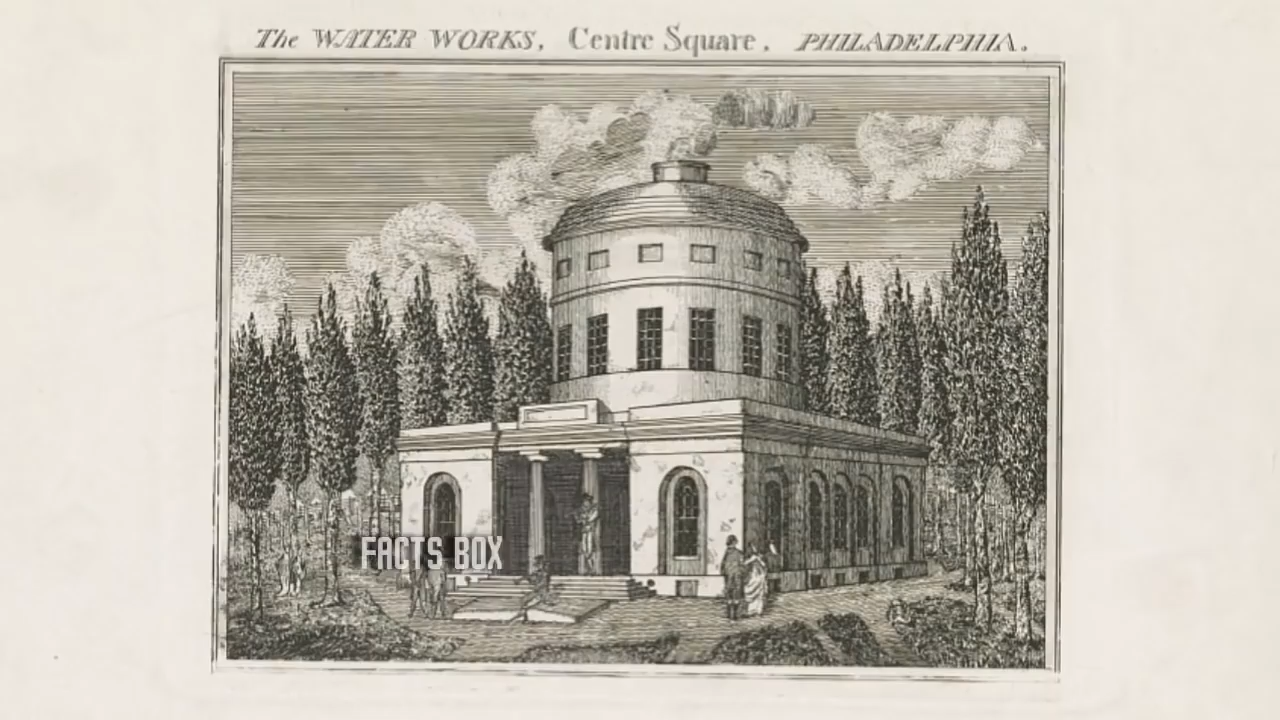 The WATER WORKS, Centre Square, PHILADELPHIA.
FACTS BOX